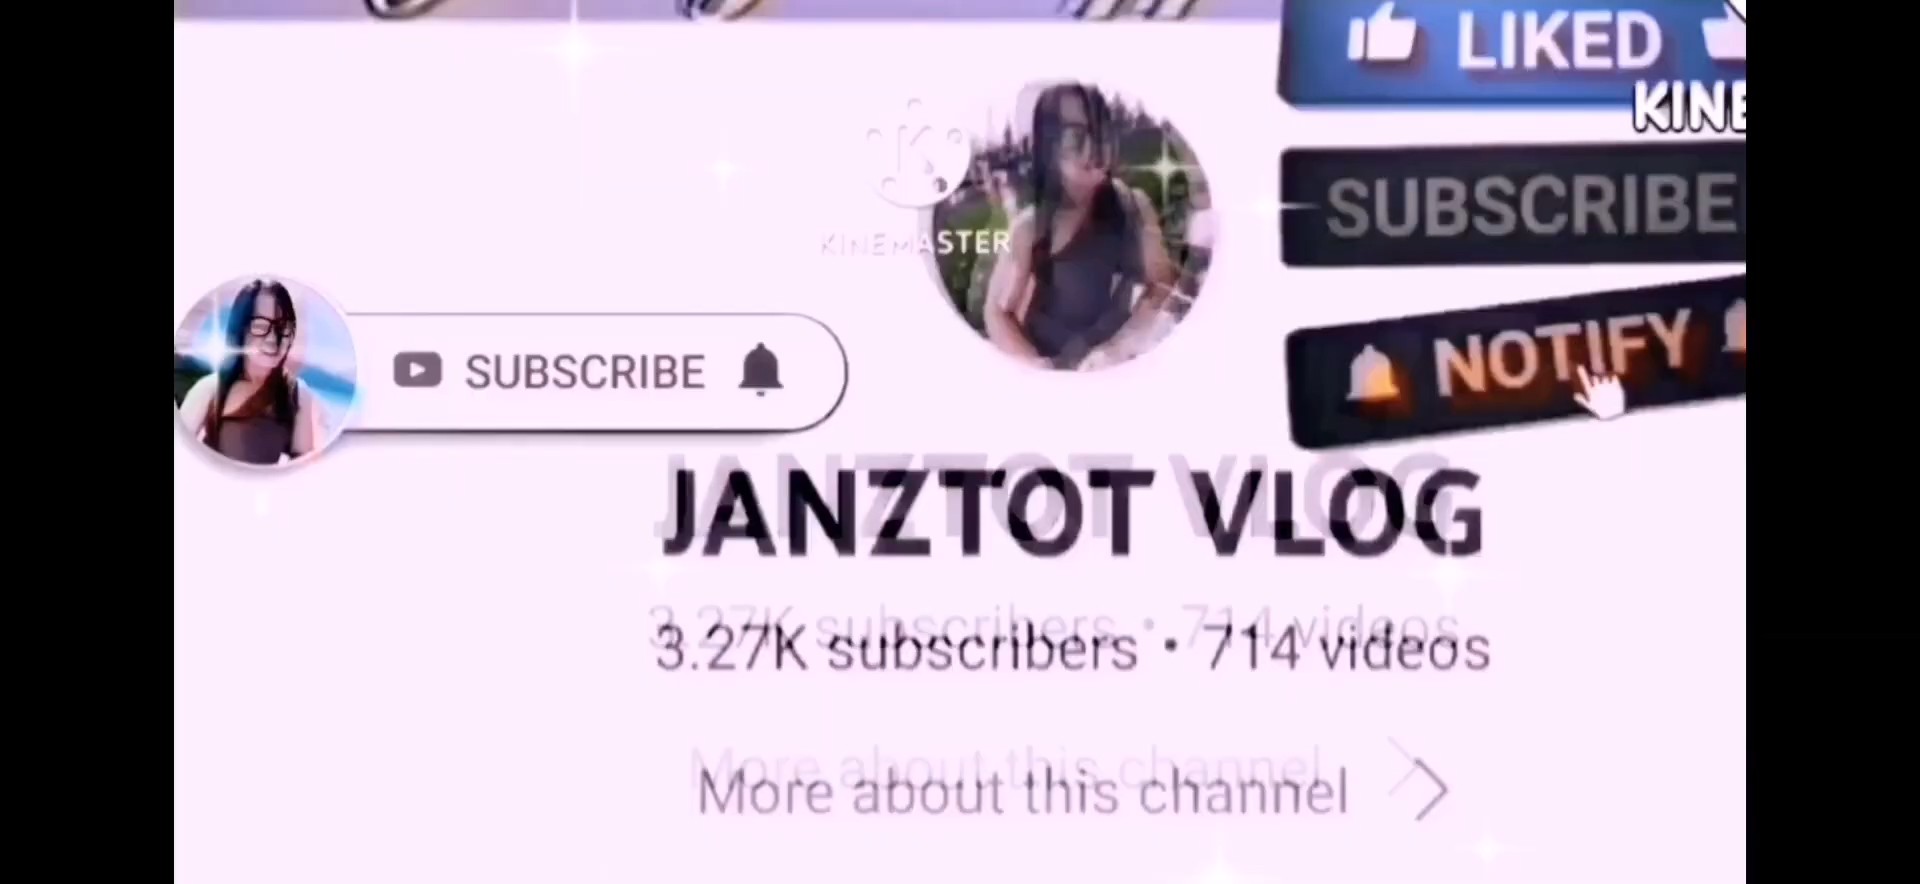 LIKED
KINE
SUBSCRIBE
KINEMASTER
NOTIFY
SUBSCRIBE
JANZTOT VLOG
3.27K subscribers • 714 videos
More about this channel